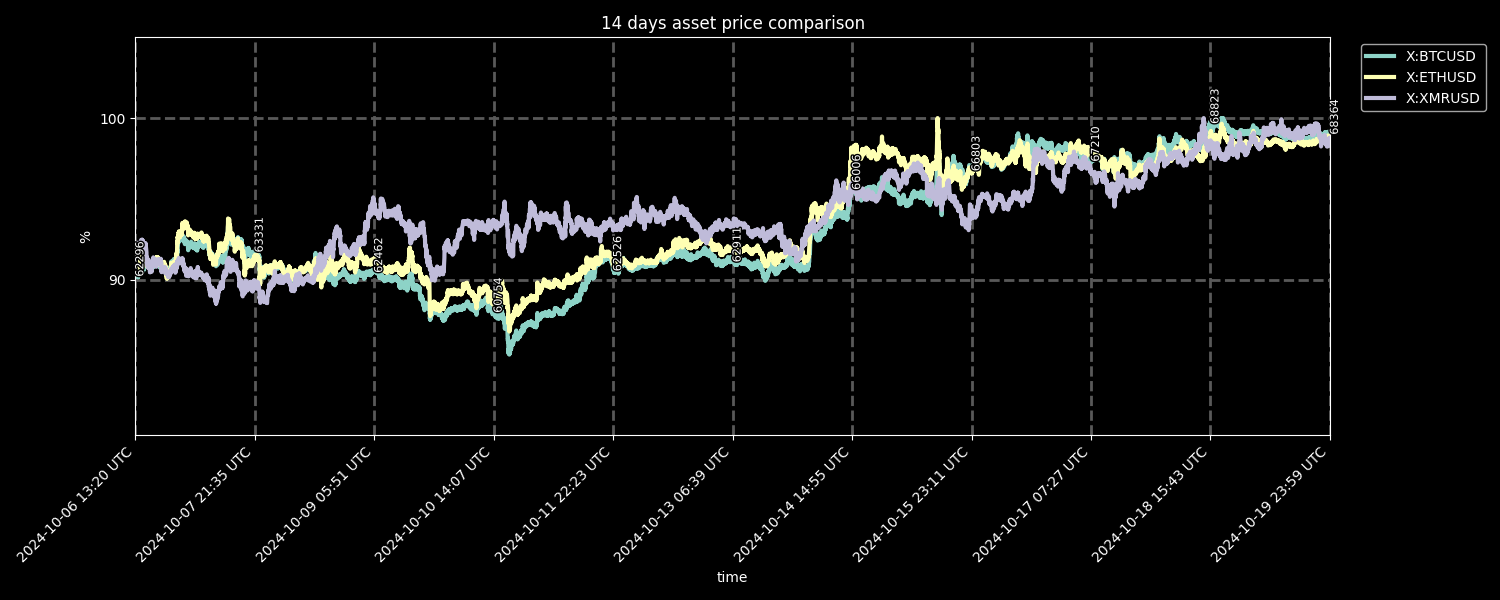 14 days asset price comparison
X:BTCUSD
X:ETHUSD
X:XMRUSD
%
100
90
62296
63331
62462
60754
62526
62911
66006
66803
67210
68823
68364
2024-10-06 13:20 UTC
2024-10-07 21:35 UTC
2024-10-09 05:51 UTC
2024-10-10 14:07 UTC
2024-10-11 22:23 UTC
2024-10-13 06:39 UTC
2024-10-14 14:55 UTC
2024-10-15 23:11 UTC
2024-10-17 07:27 UTC
2024-10-18 15:43 UTC
2024-10-19 23:59 UTC
time